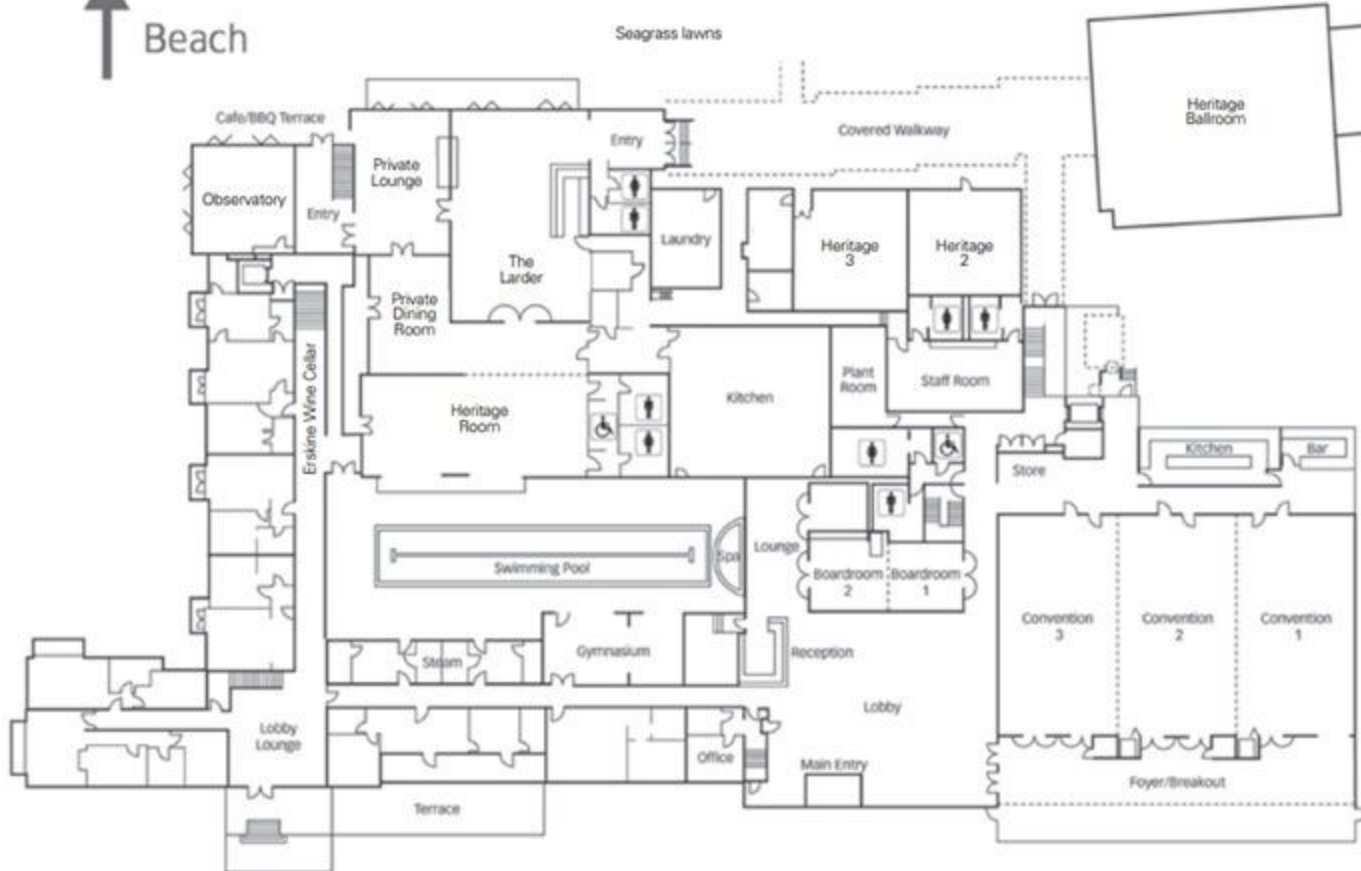 Beach
Seagrass lawns
Heritage
Ballroom
Cafe/BBQ Terrace
Covered Walkway
Entry
Private
Lounge
Observatory
Entry
Laundry
Heritage
3
Heritage
2
The
Larder
Private
Dining
Room
Erskine Wine Cellar
Plant
Room
Staff Room
Kitchen
Heritage
Room
Kitchen
Bar
Store
Lounge
Spa
Swimming Pool
Boardroom
2
Boardroom
1
Convention
3
Convention
2
Convention
1
Gymnasium
Steam
Reception
Lobby
Lobby
Lounge
Office
Main Entry
Foyer/Breakout
Terrace